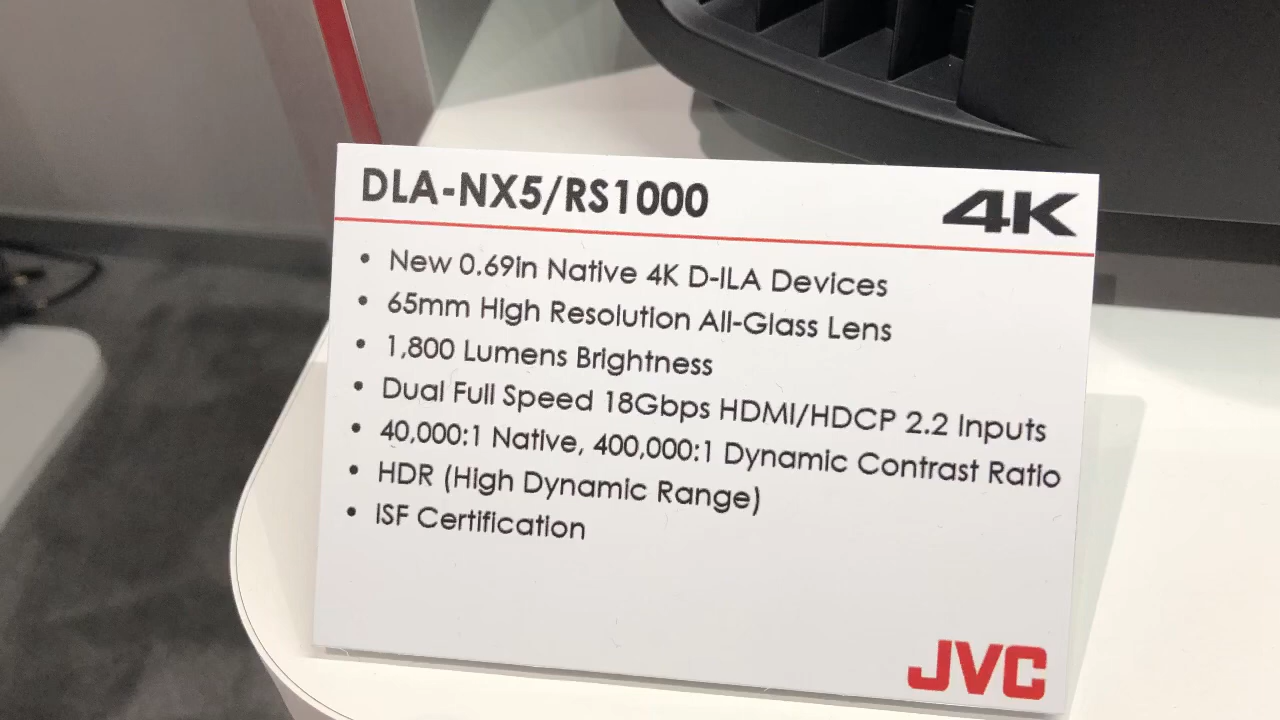 DLA-NX5/RS1000
4K
• New 0.69in Native 4K D-ILA Devices
• 65mm High Resolution All-Glass Lens
• 1,800 Lumens Brightness
• Dual Full Speed 18Gbps HDMI/HDCP 2.2 Inputs
• 40,000:1 Native, 400,000:1 Dynamic Contrast Ratio
• HDR (High Dynamic Range)
• ISF Certification
JVC